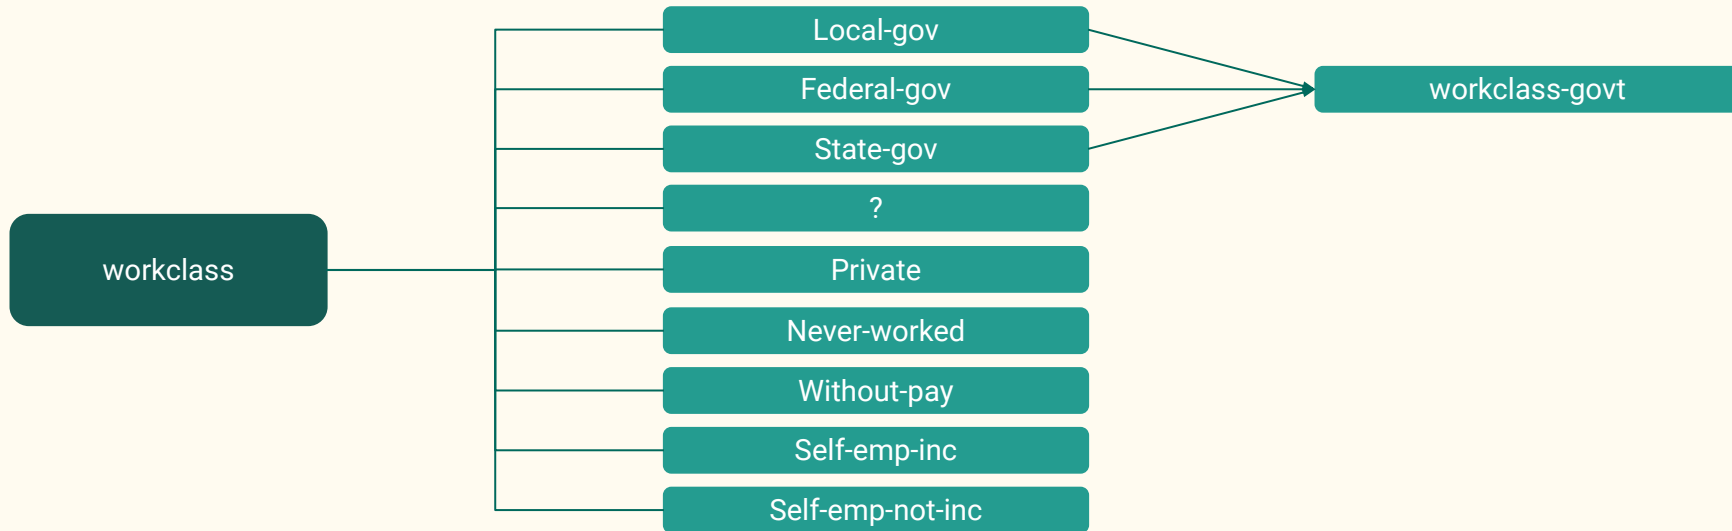 workclass
Local-gov
Federal-gov
State-gov
?
Private
Never-worked
Without-pay
Self-emp-inc
Self-emp-not-inc
workclass-govt